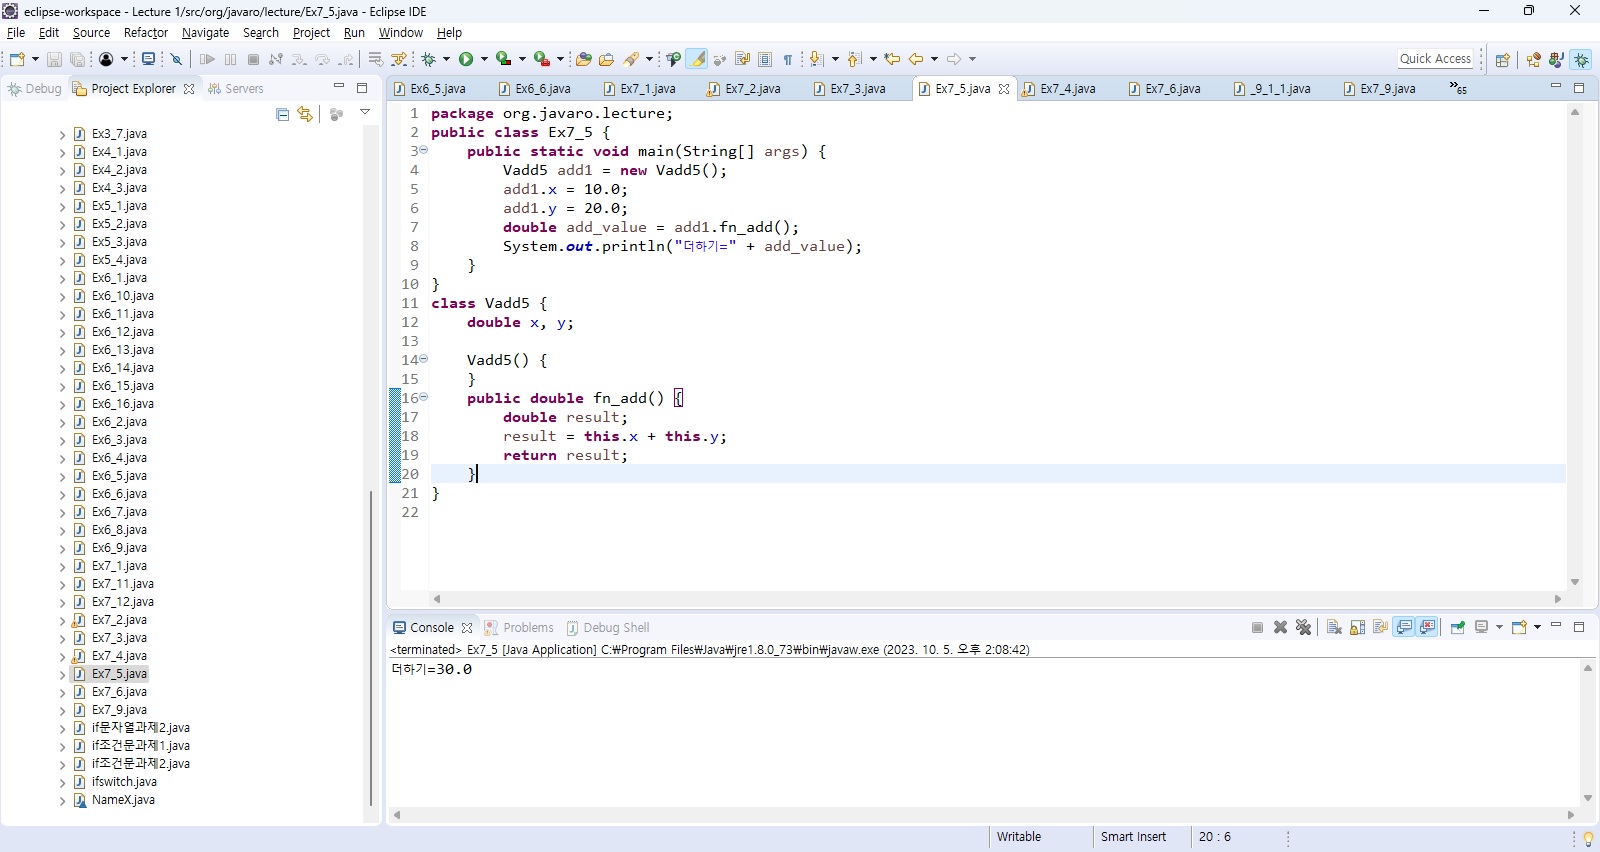 eclipse-workspace - Lecture 1/src/org/javaro/lecture/Ex7_5.java - Eclipse IDE
File Edit Source Refactor Navigate Search Project Run Window Help
Quick Access
Debug Project Explorer Servers
Ex3_7.java
Ex4_1.java
Ex4_2.java
Ex4_3.java
Ex5_1.java
Ex5_2.java
Ex5_3.java
Ex5_4.java
Ex6_1.java
Ex6_10.java
Ex6_11.java
Ex6_12.java
Ex6_13.java
Ex6_14.java
Ex6_15.java
Ex6_16.java
Ex6_2.java
Ex6_3.java
Ex6_4.java
Ex6_5.java
Ex6_6.java
Ex6_7.java
Ex6_8.java
Ex6_9.java
Ex7_1.java
Ex7_11.java
Ex7_12.java
Ex7_2.java
Ex7_3.java
Ex7_4.java
Ex7_5.java
Ex7_6.java
Ex7_9.java
if문자열과제2.java
if조건문과제1.java
if조건문과제2.java
ifswitch.java
NameX.java
Ex6_5.java Ex6_6.java Ex7_1.java Ex7_2.java Ex7_3.java Ex7_5.java Ex7_4.java Ex7_6.java _9_1_1.java Ex7_9.java »65
1 package org.javaro.lecture;
2 public class Ex7_5 {
3 public static void main(String[] args) {
4 Vadd5 add1 = new Vadd5();
5 add1.x = 10.0;
6 add1.y = 20.0;
7 double add_value = add1.fn_add();
8 System.out.println("더하기=" + add_value);
9 }
10 }
11 class Vadd5 {
12 double x, y;
13
14 Vadd5() {
15 }
16 public double fn_add() {
17 double result;
18 result = this.x + this.y;
19 return result;
20 }
21 }
22
Console Problems Debug Shell
<terminated> Ex7_5 [Java Application] C:₩Program Files₩Java₩jre1.8.0_73₩bin₩javaw.exe (2023. 10. 5. 오후 2:08:42)
더하기=30.0
Writable Smart Insert 20 : 6